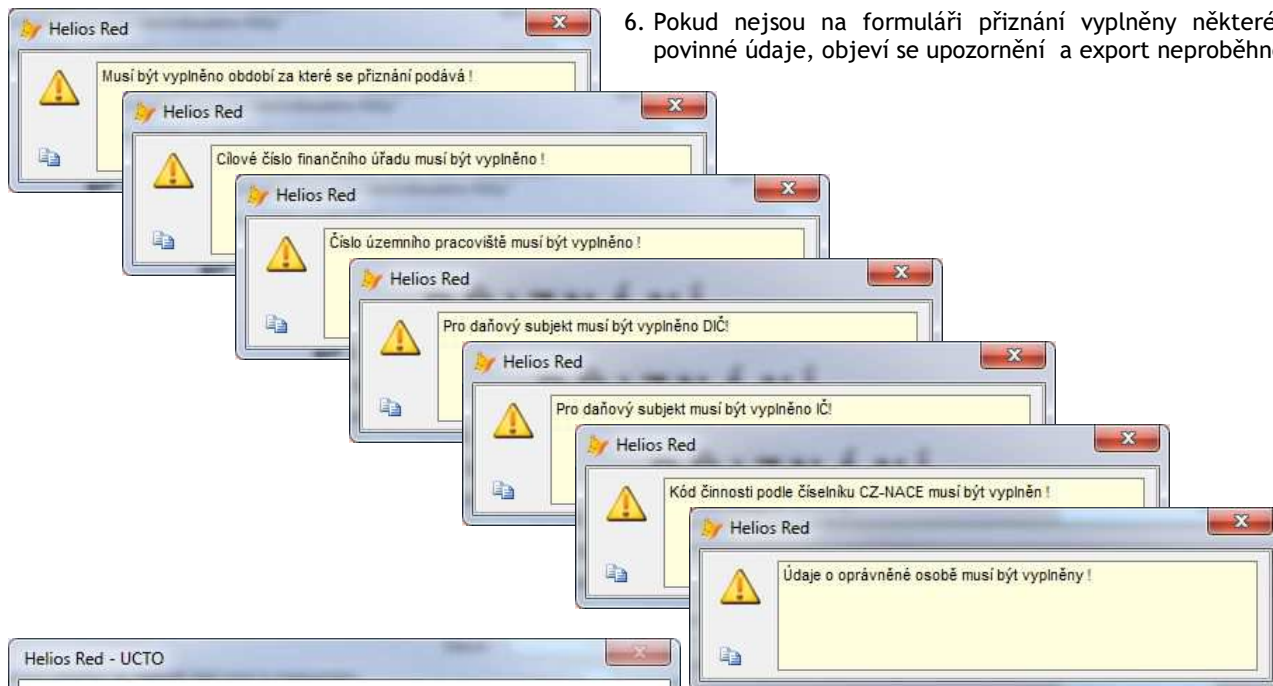 6. Pokud nejsou na formuláři přiznání vyplněny některé
povinné údaje, objeví se upozornění a export neproběhn
Helios Red
Musí být vyplněno období za které se přiznání podává !
Helios Red
Cílové číslo finančního úřadu musí být vyplněno !
Helios Red
Číslo územního pracoviště musí být vyplněno !
Helios Red
Pro daňový subjekt musí být vyplněno DIČ!
Helios Red
Pro daňový subjekt musí být vyplněno IČ!
Helios Red
Kód činnosti podle číselníku CZ-NACE musí být vyplněn !
Helios Red
Údaje o oprávněné osobě musí být vyplněny !
Helios Red - UCTO